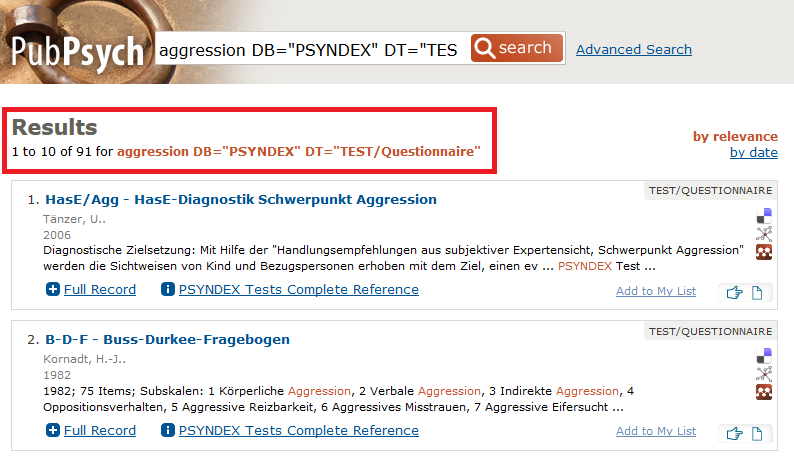 PubPsych
aggression DB="PSYNDEX" DT="TES
search
Advanced Search
Results
1 to 10 of 91 for aggression DB="PSYNDEX" DT="TEST/Questionnaire"
by relevance
by date
TEST/QUESTIONNAIRE
1. HasE/Agg - HasE-Diagnostik Schwerpunkt Aggression
Tänzer, U..
2006
Diagnostische Zielsetzung: Mit Hilfe der "Handlungsempfehlungen aus subjektiver Expertensicht, Schwerpunkt Aggression"
werden die Sichtweisen von Kind und Bezugspersonen erhoben mit dem Ziel, einen ev ... PSYNDEX Test ...
Full Record PSYNDEX Tests Complete Reference Add to My List
TEST/QUESTIONNAIRE
2. B-D-F - Buss-Durkee-Fragebogen
Kornadt, H.-J..
1982
1982; 75 Items; Subskalen: 1 Körperliche Aggression, 2 Verbale Aggression, 3 Indirekte Aggression, 4
Oppositionsverhalten, 5 Aggressive Reizbarkeit, 6 Aggressives Misstrauen, 7 Aggressive Eifersucht ...
Full Record PSYNDEX Tests Complete Reference Add to My List